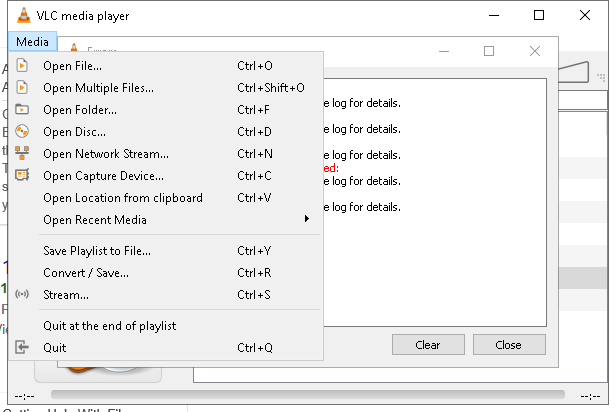 VLC media player
Media
Open File... Ctrl+O
Open Multiple Files... Ctrl+Shift+O
Open Folder... Ctrl+F
Open Disc... Ctrl+D
Open Network Stream... Ctrl+N
Open Capture Device... Ctrl+C
Open Location from clipboard Ctrl+V
Open Recent Media
Save Playlist to File... Ctrl+Y
Convert / Save... Ctrl+R
Stream... Ctrl+S
Quit at the end of playlist
Quit Ctrl+Q
e log for details.
e log for details.
e log for details.
ed:
e log for details.
e log for details.
Clear Close
--:-- --:--